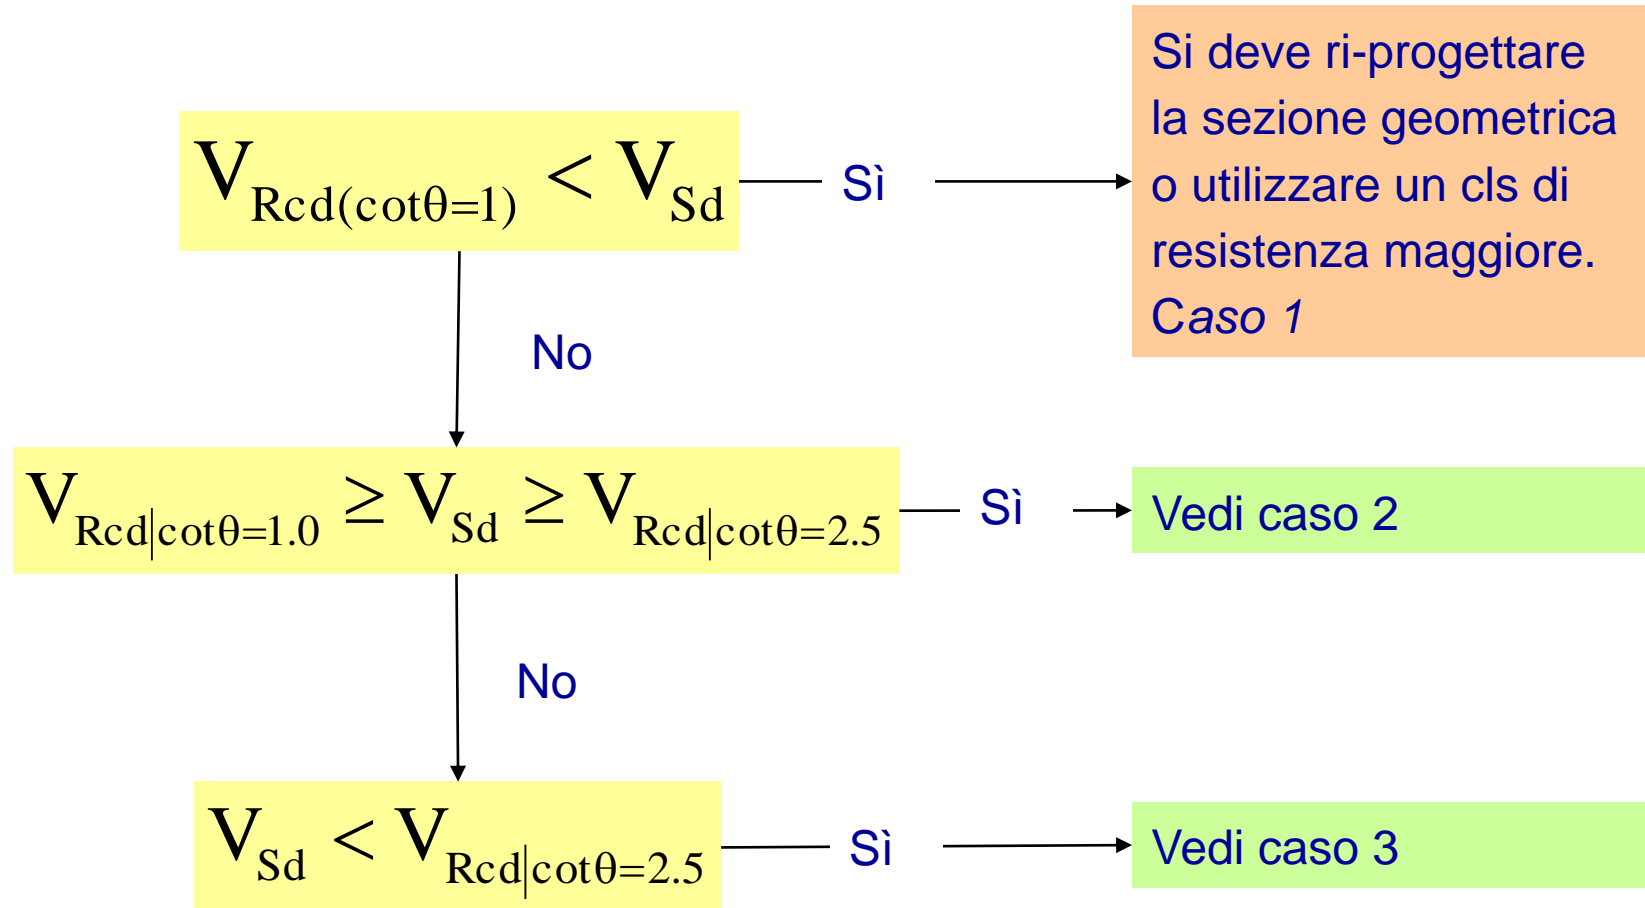 V_Rcd(cotθ=1) < V_Sd
Sì
Si deve ri-progettare
la sezione geometrica
o utilizzare un cls di
resistenza maggiore.
Caso 1
No
V_Rcd|cotθ=1.0 ≥ V_Sd ≥ V_Rcd|cotθ=2.5
Sì
Vedi caso 2
No
V_Sd < V_Rcd|cotθ=2.5
Sì
Vedi caso 3